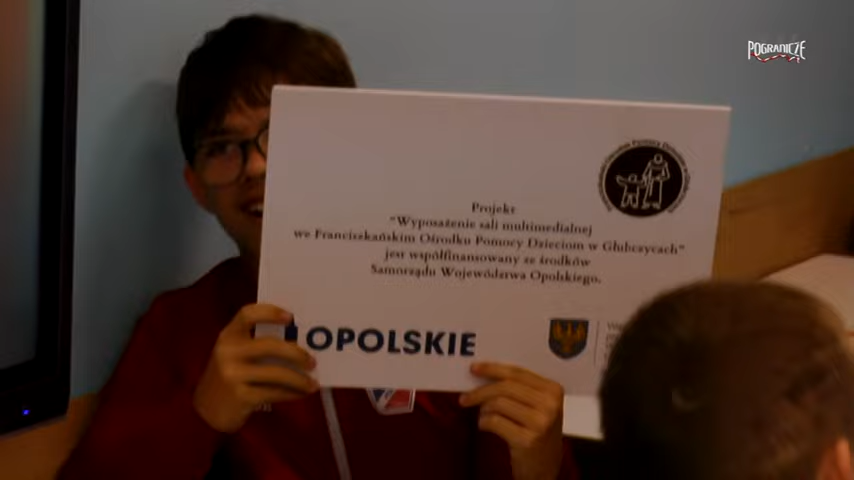 POGRANICZE
Projekt
"Wyposażenie sali multimedialnej
we Franciszkańskim Ośrodku Pomocy Dzieciom w Głubczycach"
jest współfinansowany ze środków
Samorządu Województwa Opolskiego.
OPOLSKIE